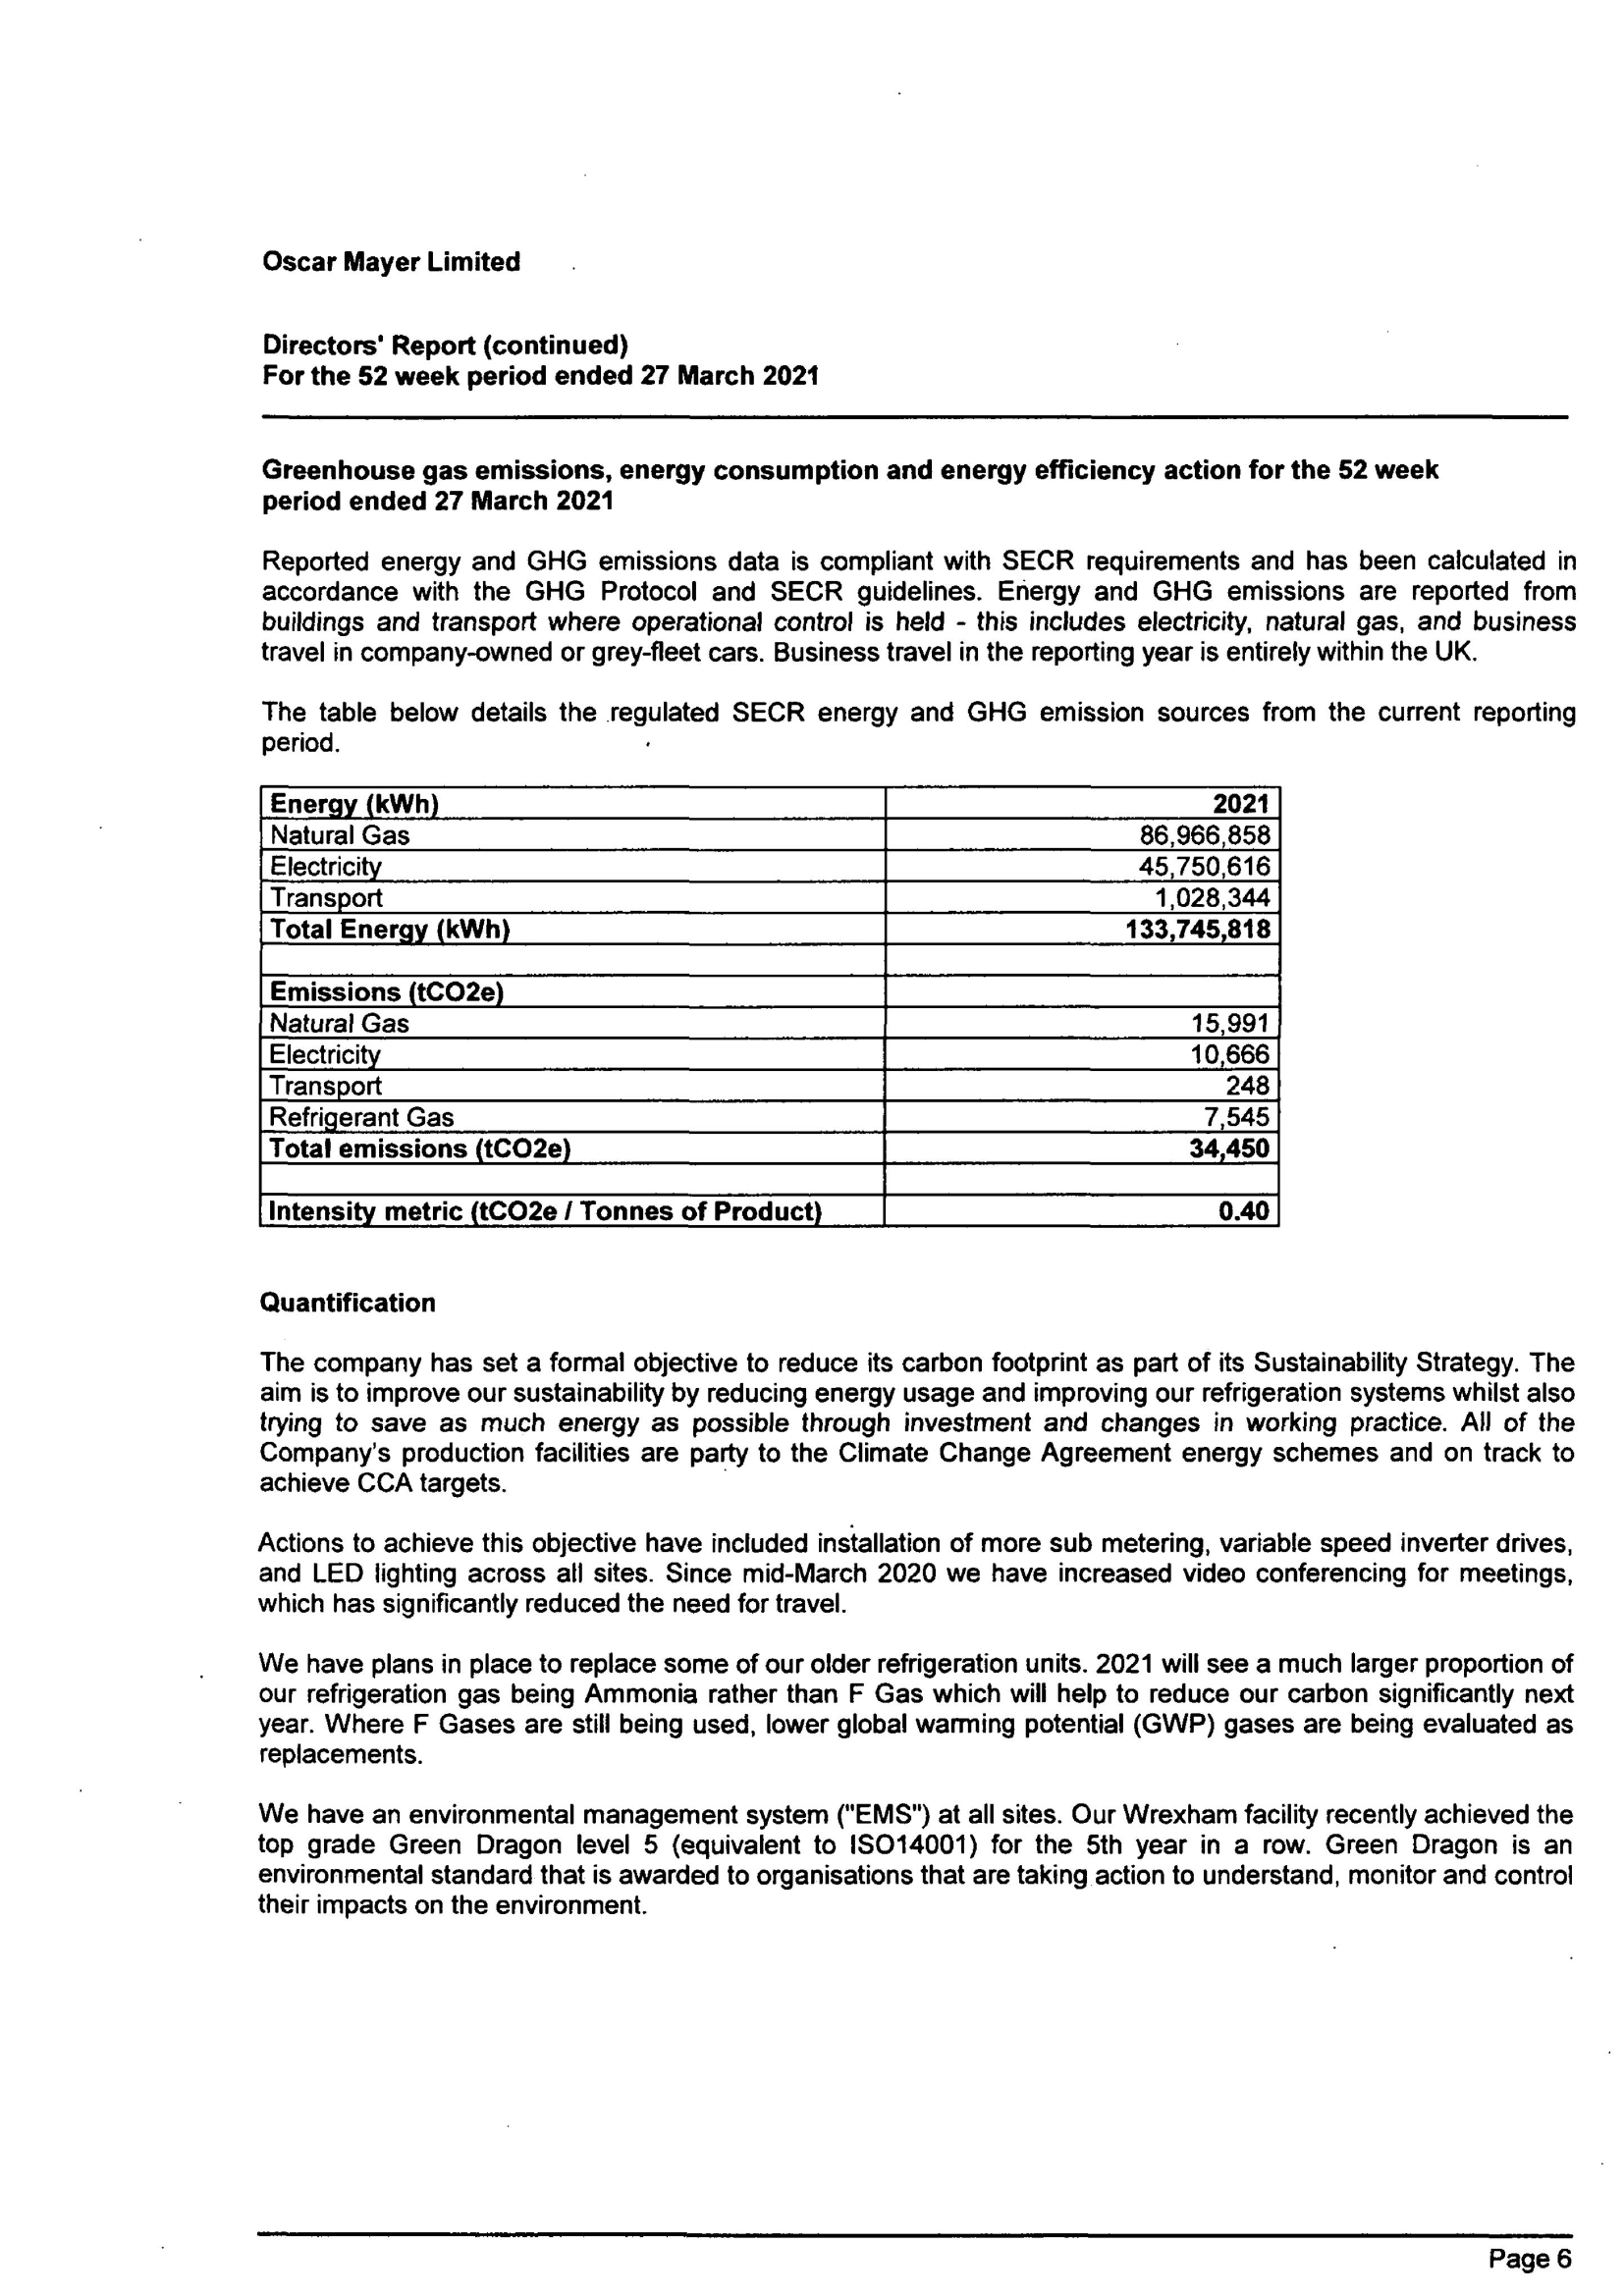 Oscar Mayer Limited
Directors' Report (continued)
For the 52 week period ended 27 March 2021
Greenhouse gas emissions, energy consumption and energy efficiency action for the 52 week
period ended 27 March 2021
Reported energy and GHG emissions data is compliant with SECR requirements and has been calculated in
accordance with the GHG Protocol and SECR guidelines. Energy and GHG emissions are reported from
buildings and transport where operational control is held - this includes electricity, natural gas, and business
travel in company-owned or grey-fleet cars. Business travel in the reporting year is entirely within the UK.
The table below details the regulated SECR energy and GHG emission sources from the current reporting
period.
Energy (kWh) 2021
Natural Gas 86,966,858
Electricity 45,750,616
Transport 1,028,344
Total Energy (kWh) 133,745,818
Emissions (tCO2e)
Natural Gas 15,991
Electricity 10,666
Transport 248
Refrigerant Gas 7,545
Total emissions (tCO2e) 34,450
Intensity metric (tCO2e / Tonnes of Product) 0.40
Quantification
The company has set a formal objective to reduce its carbon footprint as part of its Sustainability Strategy. The
aim is to improve our sustainability by reducing energy usage and improving our refrigeration systems whilst also
trying to save as much energy as possible through investment and changes in working practice. All of the
Company's production facilities are party to the Climate Change Agreement energy schemes and on track to
achieve CCA targets.
Actions to achieve this objective have included installation of more sub metering, variable speed inverter drives,
and LED lighting across all sites. Since mid-March 2020 we have increased video conferencing for meetings,
which has significantly reduced the need for travel.
We have plans in place to replace some of our older refrigeration units. 2021 will see a much larger proportion of
our refrigeration gas being Ammonia rather than F Gas which will help to reduce our carbon significantly next
year. Where F Gases are still being used, lower global warming potential (GWP) gases are being evaluated as
replacements.
We have an environmental management system ("EMS") at all sites. Our Wrexham facility recently achieved the
top grade Green Dragon level 5 (equivalent to ISO14001) for the 5th year in a row. Green Dragon is an
environmental standard that is awarded to organisations that are taking action to understand, monitor and control
their impacts on the environment.
Page 6